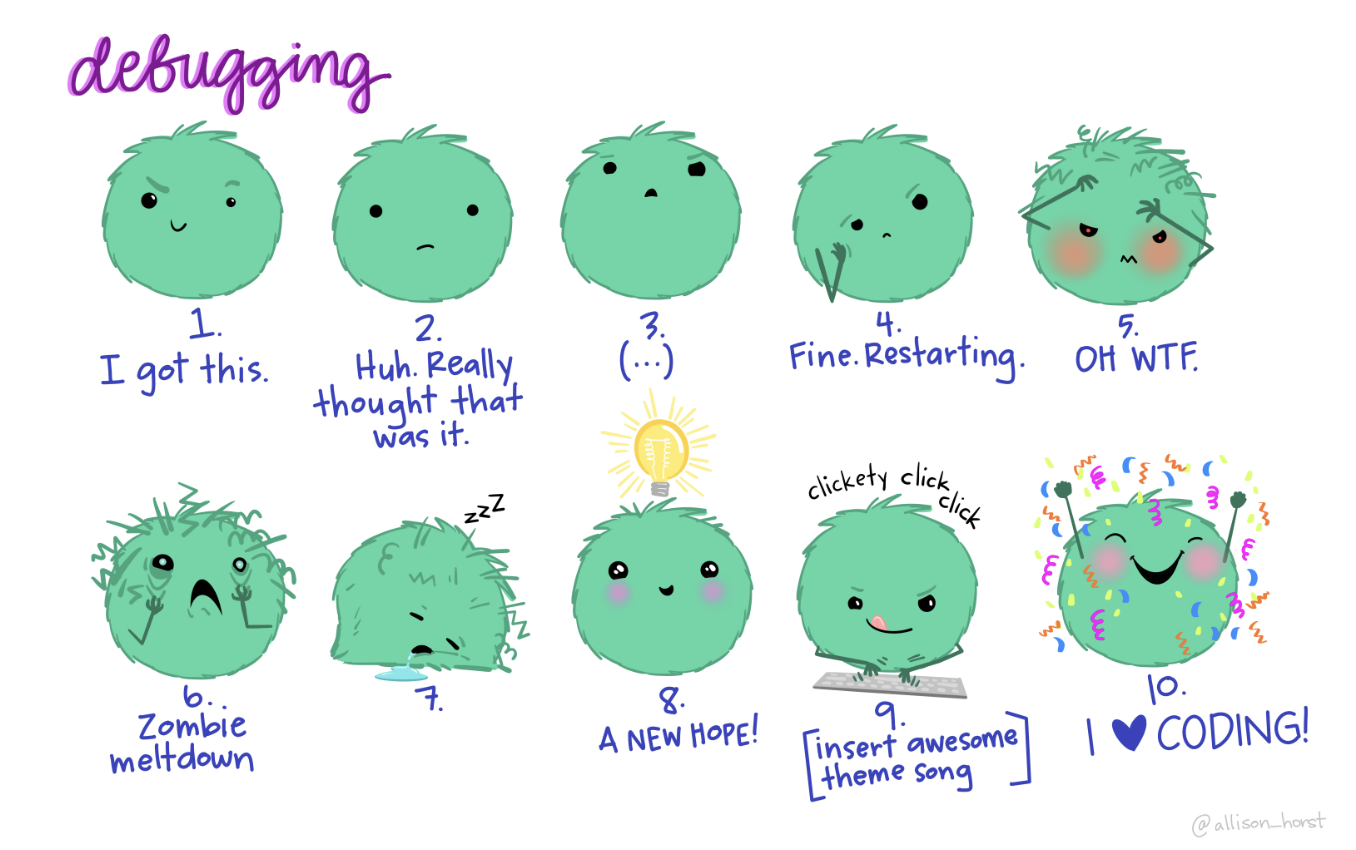 debugging
1.
I got this.
2.
Huh. Really
thought that
was it.
3.
(...)
4.
Fine. Restarting.
5.
OH WTF.
6.
Zombie
meltdown
zzZ
7.
8.
A NEW HOPE!
clickety click
click
9.
[insert awesome
theme song]
10.
I ♥ CODING!
@allison_horst